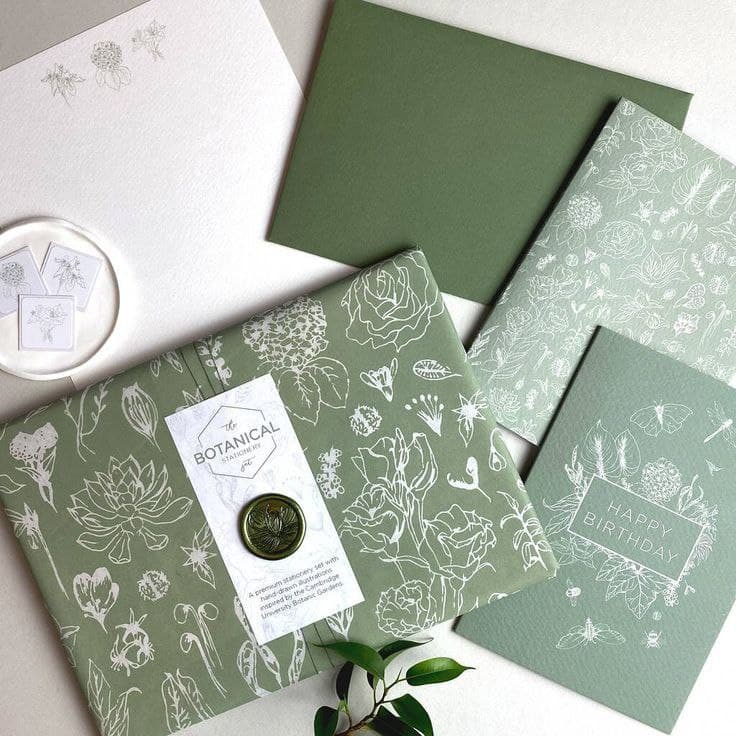 the
BOTANICAL
STATIONERY
set
A premium stationery set with
hand-drawn illustrations
inspired by the Cambridge
University Botanic Gardens.
HAPPY
BIRTHDAY